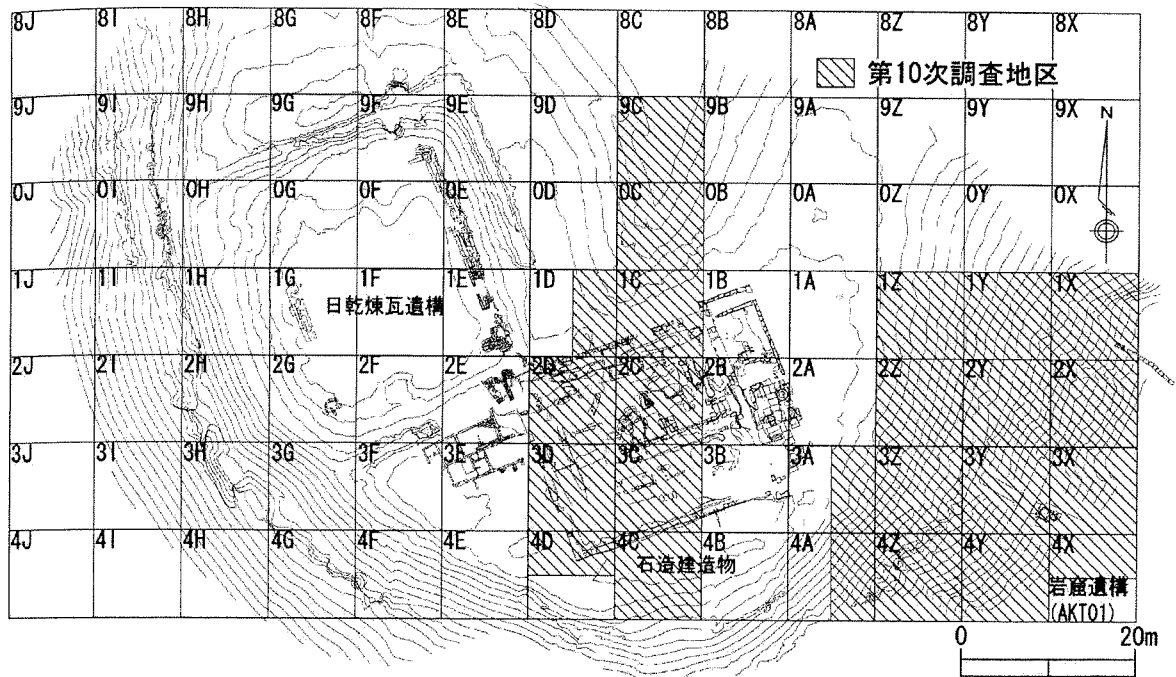 8J 8I 8H 8G 8F 8E 8D 8C 8B 8A 8Z 8Y 8X
第10次調査地区
9J 9I 9H 9G 9F 9E 9D 9C 9B 9A 9Z 9Y 9X
N
0J 0I 0H 0G 0F 0E 0D 0C 0B 0A 0Z 0Y 0X
1J 1I 1H 1G 1F 1E 1D 1C 1B 1A 1Z 1Y 1X
日乾煉瓦遺構
2J 2I 2H 2G 2F 2E 2D 2C 2B 2A 2Z 2Y 2X
3J 3I 3H 3G 3F 3E 3D 3C 3B 3A 3Z 3Y 3X
4J 4I 4H 4G 4F 4E 4D 4C 4B 4A 4Z 4Y 4X
石造建造物
岩窟遺構
(AKT01)
0 20m